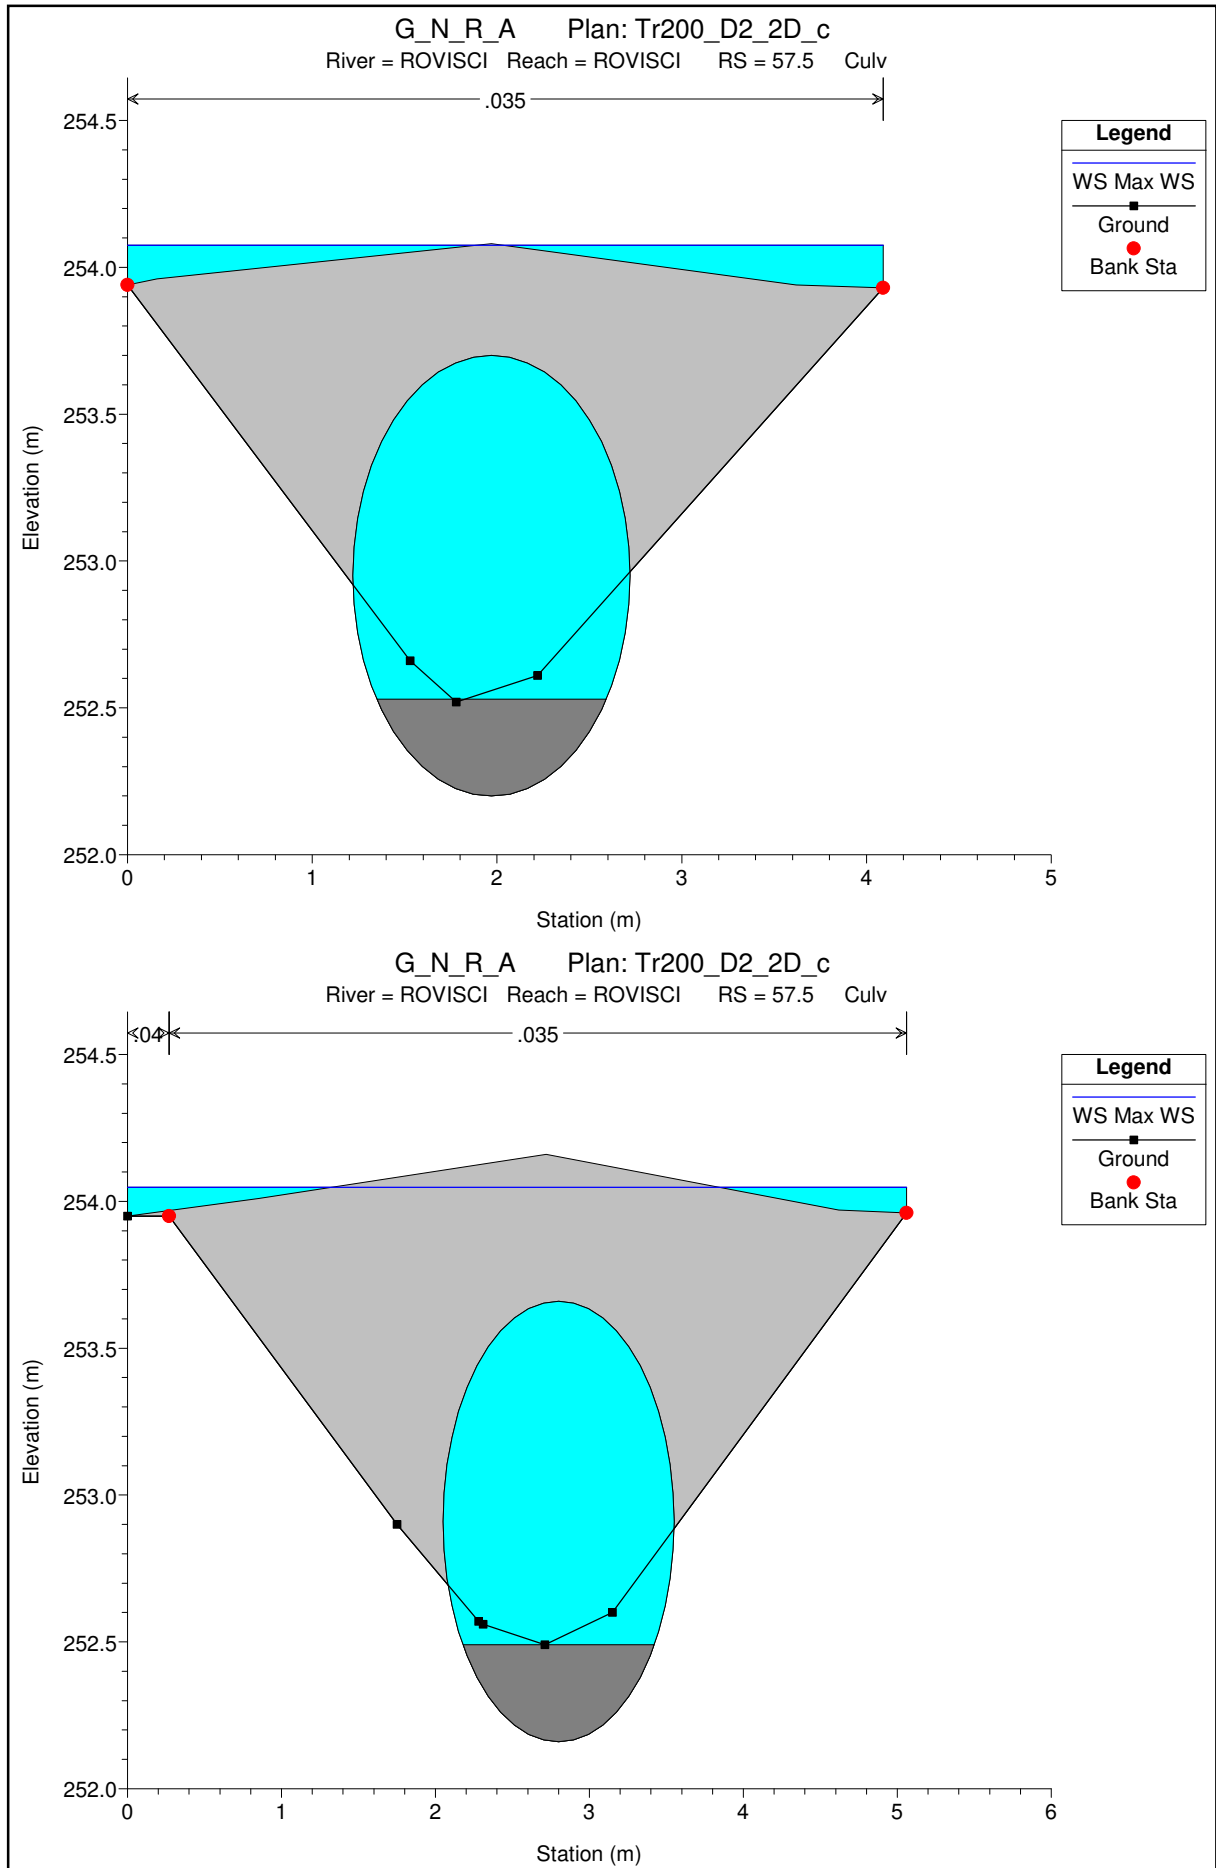 G_N_R_A Plan: Tr200_D2_2D_c
River = ROVISCI Reach = ROVISCI RS = 57.5 Culv
.035
254.5
254.0
253.5
253.0
252.5
252.0
Elevation (m)
0 1 2 3 4 5
Station (m)
Legend
WS Max WS
Ground
Bank Sta
G_N_R_A Plan: Tr200_D2_2D_c
River = ROVISCI Reach = ROVISCI RS = 57.5 Culv
.04 .035
254.5
254.0
253.5
253.0
252.5
252.0
Elevation (m)
0 1 2 3 4 5 6
Station (m)
Legend
WS Max WS
Ground
Bank Sta